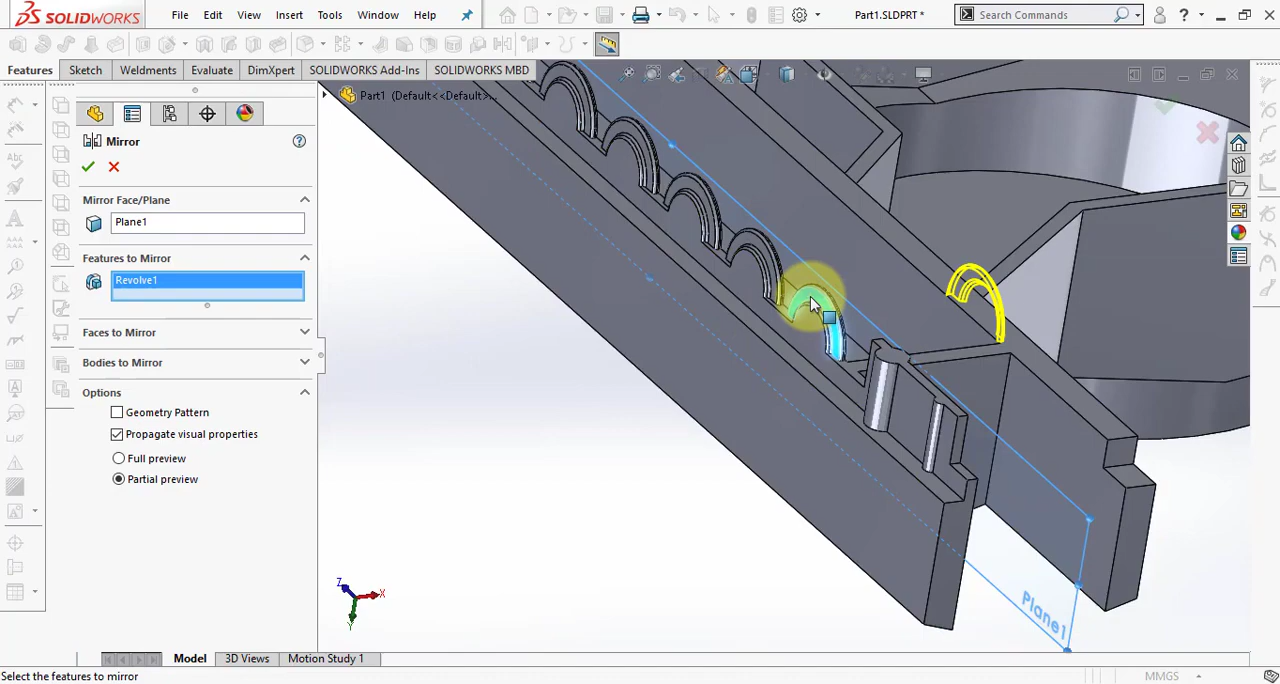 SOLIDWORKS File Edit View Insert Tools Window Help Part1.SLDPRT * Search Commands ?
Features Sketch Weldments Evaluate DimXpert SOLIDWORKS Add-Ins SOLIDWORKS MBD
Part1 (Default<<Default>...
Mirror
Mirror Face/Plane
Plane1
Features to Mirror
Revolve1
Faces to Mirror
Bodies to Mirror
Options
Geometry Pattern
Propagate visual properties
Full preview
Partial preview
Plane1
Z
X
Y
Model 3D Views Motion Study 1
Select the features to mirror MMGS